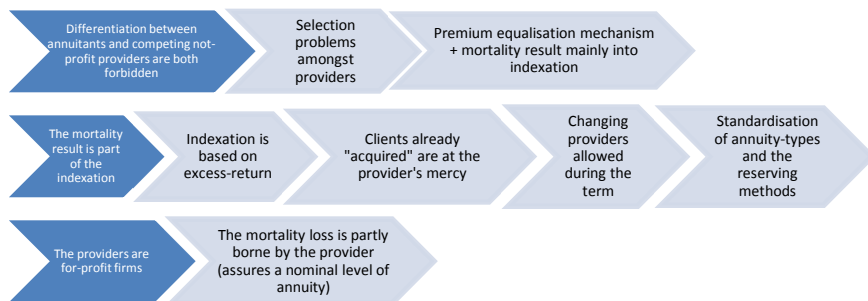 Differentiation between
annuitants and competing not-
profit providers are both
forbidden
Selection
problems
amongst
providers
Premium equalisation mechanism
+ mortality result mainly into
indexation
The mortality
result is part
of the
indexation
Indexation is
based on
excess-return
Clients already
"acquired" are at the
provider's mercy
Changing
providers
allowed
during the
term
Standardisation
of annuity-types
and the
reserving
methods
The providers are
for-profit firms
The mortality loss is partly
borne by the provider
(assures a nominal level of
annuity)